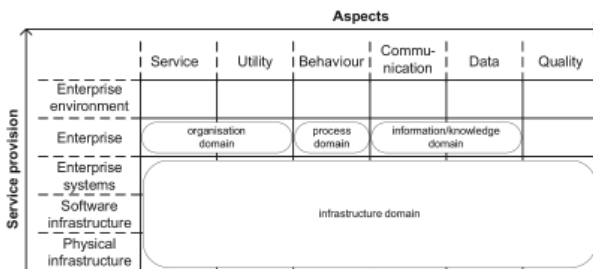 Aspects
Service
Utility
Behaviour
Commu-
nication
Data
Quality
Service provision
Enterprise
environment
Enterprise
organisation
domain
process
domain
information/knowledge
domain
Enterprise
systems
Software
infrastructure
Physical
infrastructure
infrastructure domain